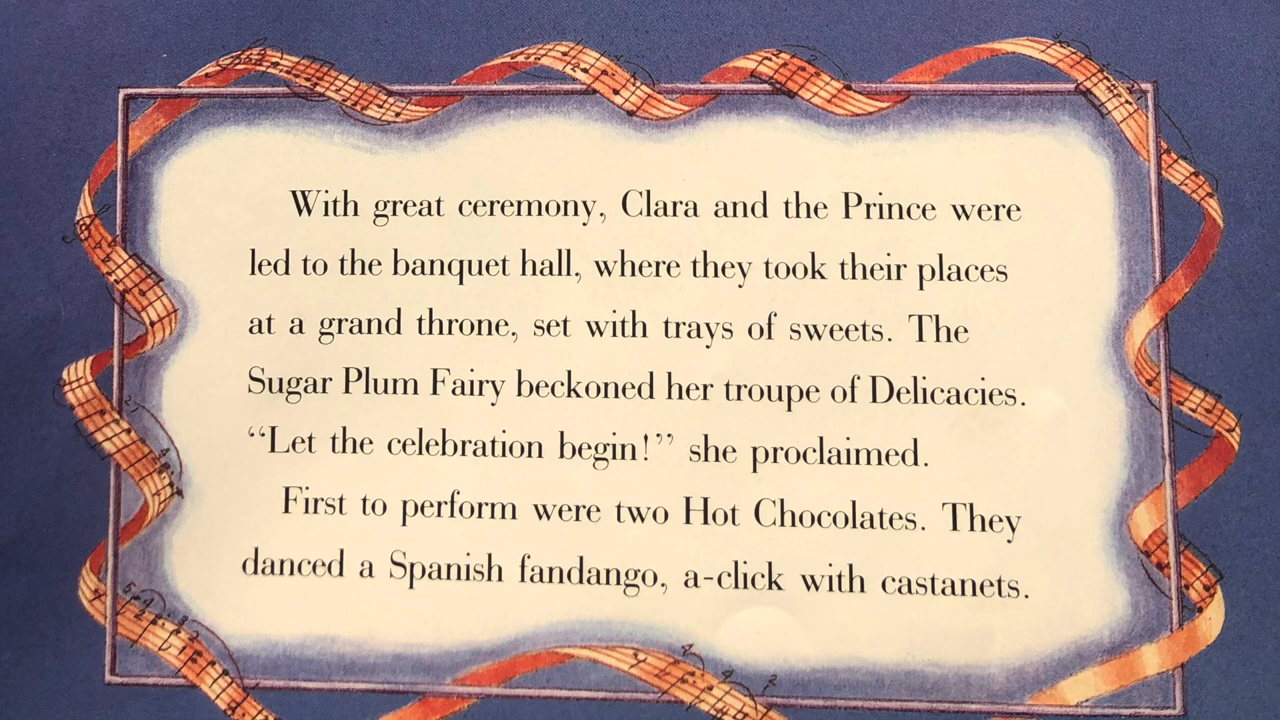 With great ceremony, Clara and the Prince were
led to the banquet hall, where they took their places
at a grand throne, set with trays of sweets. The
Sugar Plum Fairy beckoned her troupe of Delicacies.
“Let the celebration begin!” she proclaimed.
First to perform were two Hot Chocolates. They
danced a Spanish fandango, a-click with castanets.